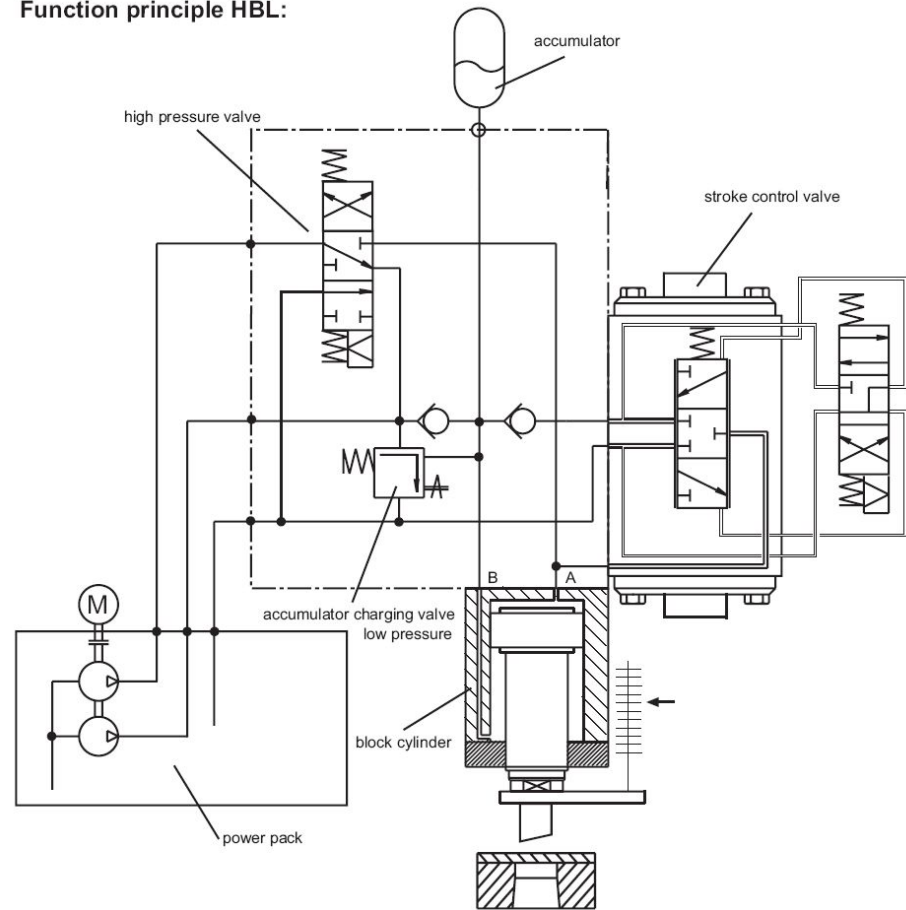 Function principle HBL:
accumulator
high pressure valve
stroke control valve
B
A
accumulator charging valve
low pressure
M
block cylinder
power pack